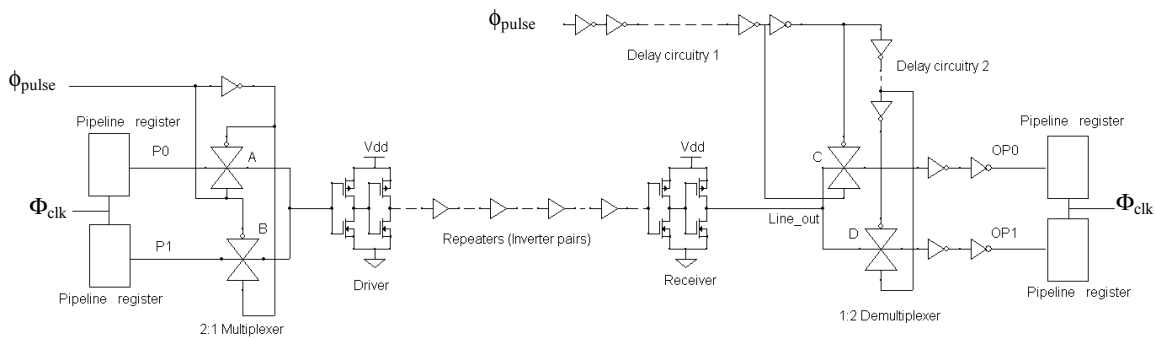 ϕpulse
Delay circuitry 1
Delay circuitry 2
ϕpulse
Pipeline register
P0
A
Φclk
B
P1
Pipeline register
2:1 Multiplexer
Vdd
Driver
Repeaters (Inverter pairs)
Vdd
Receiver
Line_out
C
D
1:2 Demultiplexer
OP0
OP1
Pipeline register
Φclk
Pipeline register